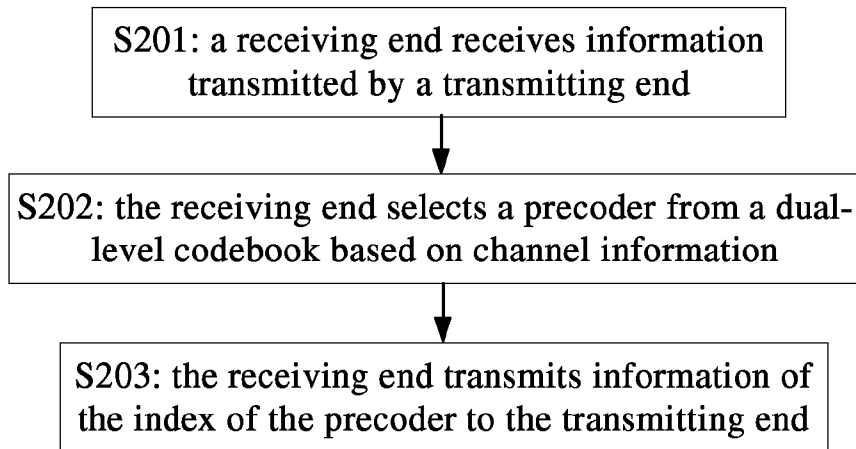 S201: a receiving end receives information
transmitted by a transmitting end
S202: the receiving end selects a precoder from a dual-
level codebook based on channel information
S203: the receiving end transmits information of
the index of the precoder to the transmitting end